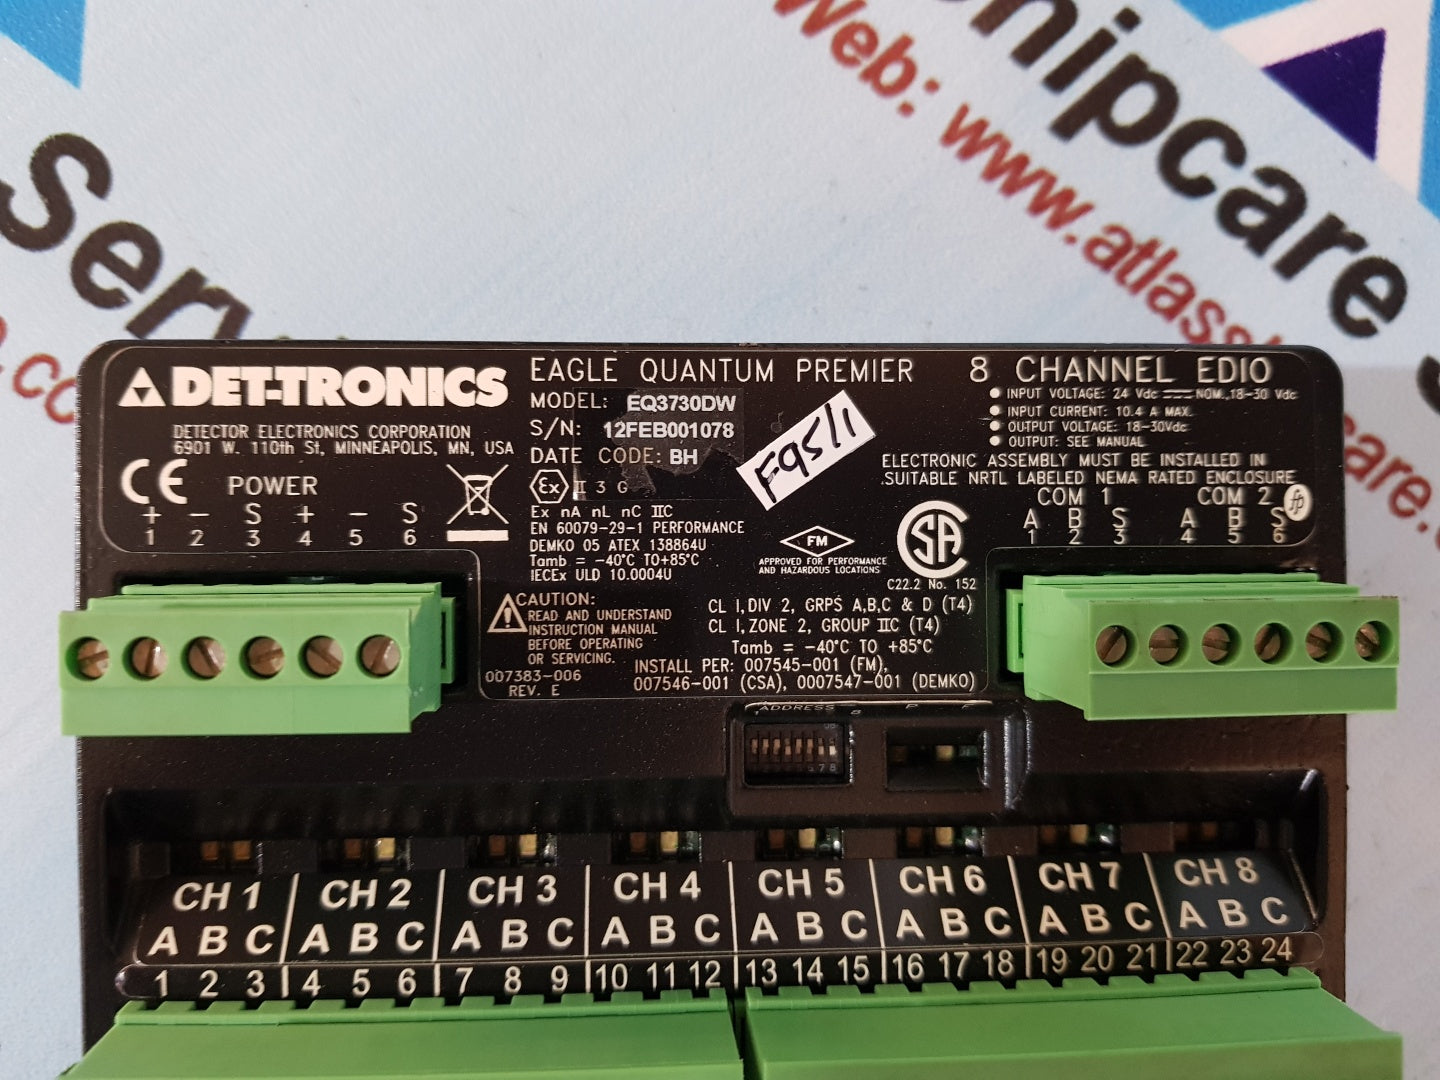 Serv
nipcare S
Web: www.atlass
.co
are.c
DET-TRONICS
DETECTOR ELECTRONICS CORPORATION
6901 W. 110th St, MINNEAPOLIS, MN, USA
CE POWER
+ − S + − S
1 2 3 4 5 6
EAGLE QUANTUM PREMIER 8 CHANNEL EDIO
MODEL: EQ3730DW
S/N: 12FEB001078
DATE CODE: BH
Ex II 3 G
Ex nA nL nC IIC
EN 60079-29-1 PERFORMANCE
DEMKO 05 ATEX 138864U
Tamb = -40°C TO+85°C
IECEx ULD 10.0004U
F95/1
INPUT VOLTAGE: 24 Vdc NOM.,18-30 Vdc
INPUT CURRENT: 10.4 A MAX.
OUTPUT VOLTAGE: 18-30Vdc
OUTPUT: SEE MANUAL
ELECTRONIC ASSEMBLY MUST BE INSTALLED IN
SUITABLE NRTL LABELED NEMA RATED ENCLOSURE
COM 1 COM 2
A B S A B S
1 2 3 4 5 6
FM
APPROVED FOR PERFORMANCE
AND HAZARDOUS LOCATIONS
C22.2 No. 152
CAUTION:
READ AND UNDERSTAND
INSTRUCTION MANUAL
BEFORE OPERATING
OR SERVICING.
007383-006
REV. E
CL I,DIV 2, GRPS A,B,C & D (T4)
CL I,ZONE 2, GROUP IIC (T4)
Tamb = -40°C TO +85°C
INSTALL PER: 007545-001 (FM),
007546-001 (CSA), 0007547-001 (DEMKO)
ADDRESS 8 P F
CH 1 CH 2 CH 3 CH 4 CH 5 CH 6 CH 7 CH 8
A B C A B C A B C A B C A B C A B C A B C A B C
1 2 3 4 5 6 7 8 9 10 11 12 13 14 15 16 17 18 19 20 21 22 23 24